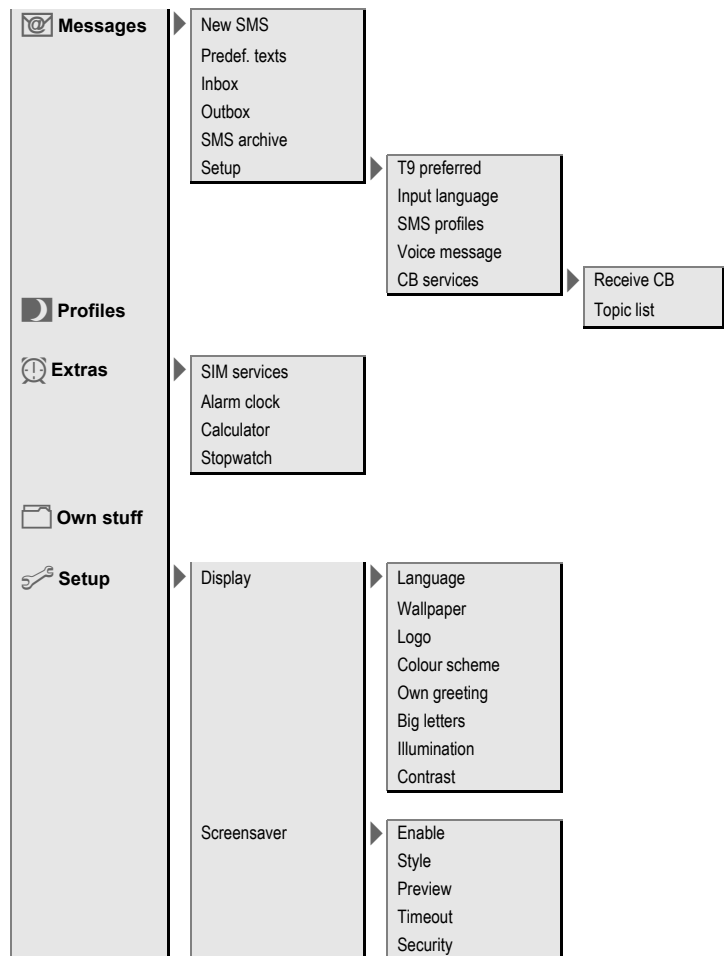 Messages
New SMS
Predef. texts
Inbox
Outbox
SMS archive
Setup
T9 preferred
Input language
SMS profiles
Voice message
CB services
Receive CB
Topic list
Profiles
Extras
SIM services
Alarm clock
Calculator
Stopwatch
Own stuff
Setup
Display
Language
Wallpaper
Logo
Colour scheme
Own greeting
Big letters
Illumination
Contrast
Screensaver
Enable
Style
Preview
Timeout
Security